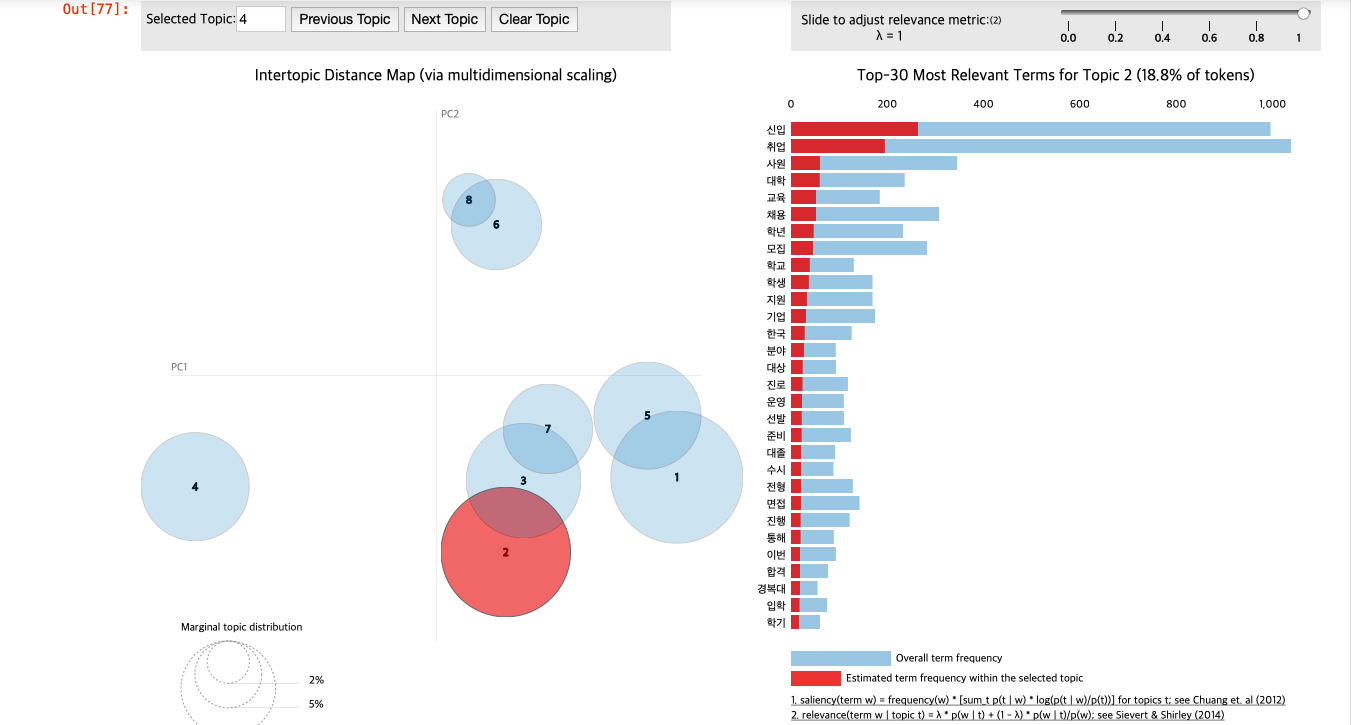 Out[77]:
Selected Topic: 4 Previous Topic Next Topic Clear Topic
Slide to adjust relevance metric:(2)
λ = 1
0.0 0.2 0.4 0.6 0.8 1
Intertopic Distance Map (via multidimensional scaling)
PC2
PC1
8
6
5
7
1
3
4
2
Marginal topic distribution
2%
5%
Top-30 Most Relevant Terms for Topic 2 (18.8% of tokens)
0 200 400 600 800 1,000
신입
취업
사원
대학
교육
채용
학년
모집
학교
학생
지원
기업
한국
분야
대상
진로
운영
선발
준비
대졸
수시
전형
면접
진행
통해
이번
합격
경복대
입학
학기
Overall term frequency
Estimated term frequency within the selected topic
1. saliency(term w) = frequency(w) * [sum_t p(t | w) * log(p(t | w)/p(t))] for topics t; see Chuang et. al (2012)
2. relevance(term w | topic t) = λ * p(w | t) + (1 - λ) * p(w | t)/p(w); see Sievert & Shirley (2014)